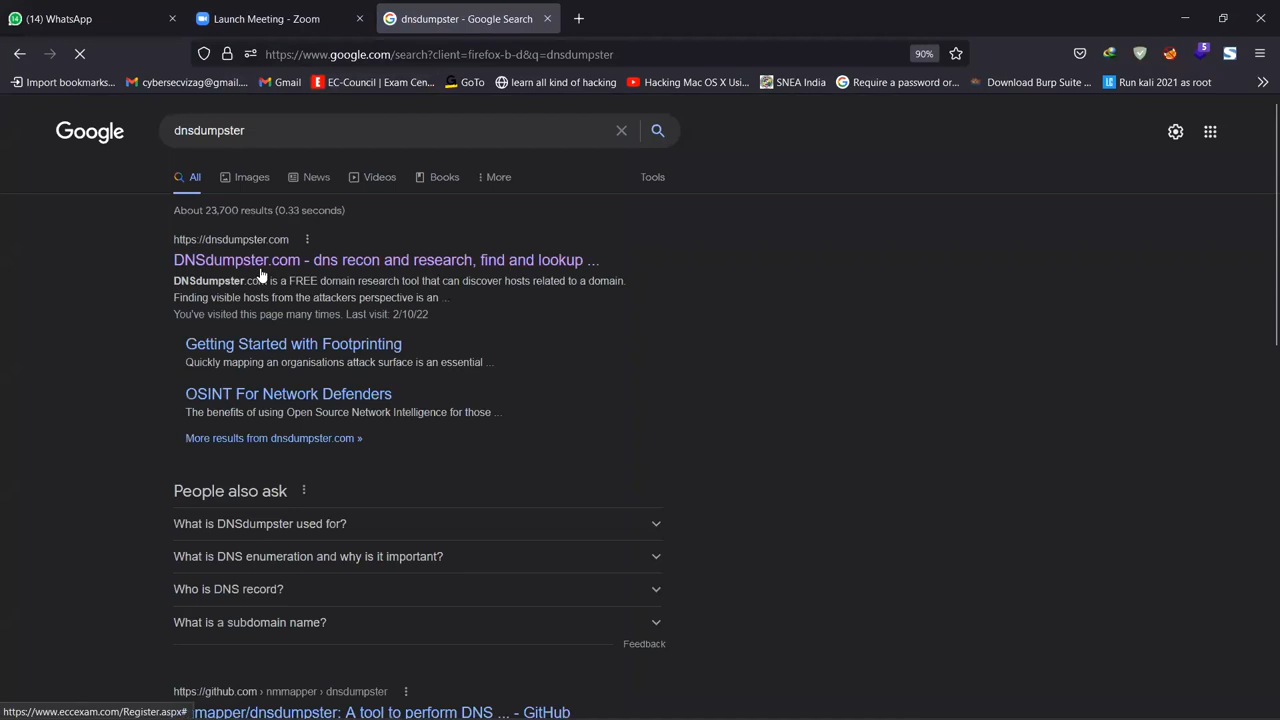 (14) WhatsApp
Launch Meeting - Zoom
dnsdumpster - Google Search
https://www.google.com/search?client=firefox-b-d&q=dnsdumpster
90%
5
Import bookmarks...
cybersecvizag@gmail....
Gmail
EC-Council | Exam Cen...
GoTo
learn all kind of hacking
Hacking Mac OS X Usi...
SNEA India
Require a password or...
Download Burp Suite ...
Run kali 2021 as root
Google
dnsdumpster
All
Images
News
Videos
Books
More
Tools
About 23,700 results (0.33 seconds)
https://dnsdumpster.com
DNSdumpster.com - dns recon and research, find and lookup ...
DNSdumpster.com is a FREE domain research tool that can discover hosts related to a domain.
Finding visible hosts from the attackers perspective is an ...
You've visited this page many times. Last visit: 2/10/22
Getting Started with Footprinting
Quickly mapping an organisations attack surface is an essential ...
OSINT For Network Defenders
The benefits of using Open Source Network Intelligence for those ...
More results from dnsdumpster.com »
People also ask
What is DNSdumpster used for?
What is DNS enumeration and why is it important?
Who is DNS record?
What is a subdomain name?
Feedback
https://github.com › nmmapper › dnsdumpster
mapper/dnsdumpster: A tool to perform DNS ... - GitHub
https://www.eccexam.com/Register.aspx#